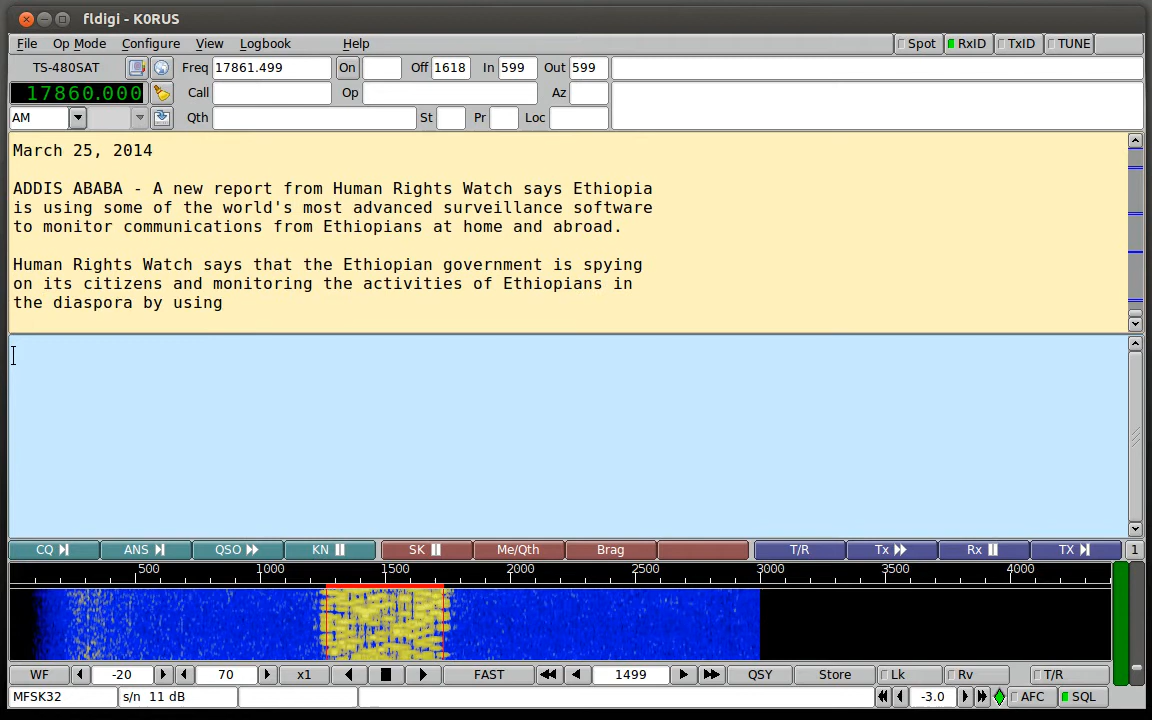 fldigi - K0RUS
File Op Mode Configure View Logbook Help Spot RxID TxID TUNE
TS-480SAT Freq 17861.499 On Off 1618 In 599 Out 599
17860.000 Call Op Az
AM Qth St Pr Loc
March 25, 2014
ADDIS ABABA - A new report from Human Rights Watch says Ethiopia
is using some of the world's most advanced surveillance software
to monitor communications from Ethiopians at home and abroad.
Human Rights Watch says that the Ethiopian government is spying
on its citizens and monitoring the activities of Ethiopians in
the diaspora by using
CQ ANS QSO KN SK Me/Qth Brag T/R Tx Rx TX 1
500 1000 1500 2000 2500 3000 3500 4000
WF -20 70 x1 FAST 1499 QSY Store Lk Rv T/R
MFSK32 s/n 11 dB -3.0 AFC SQL